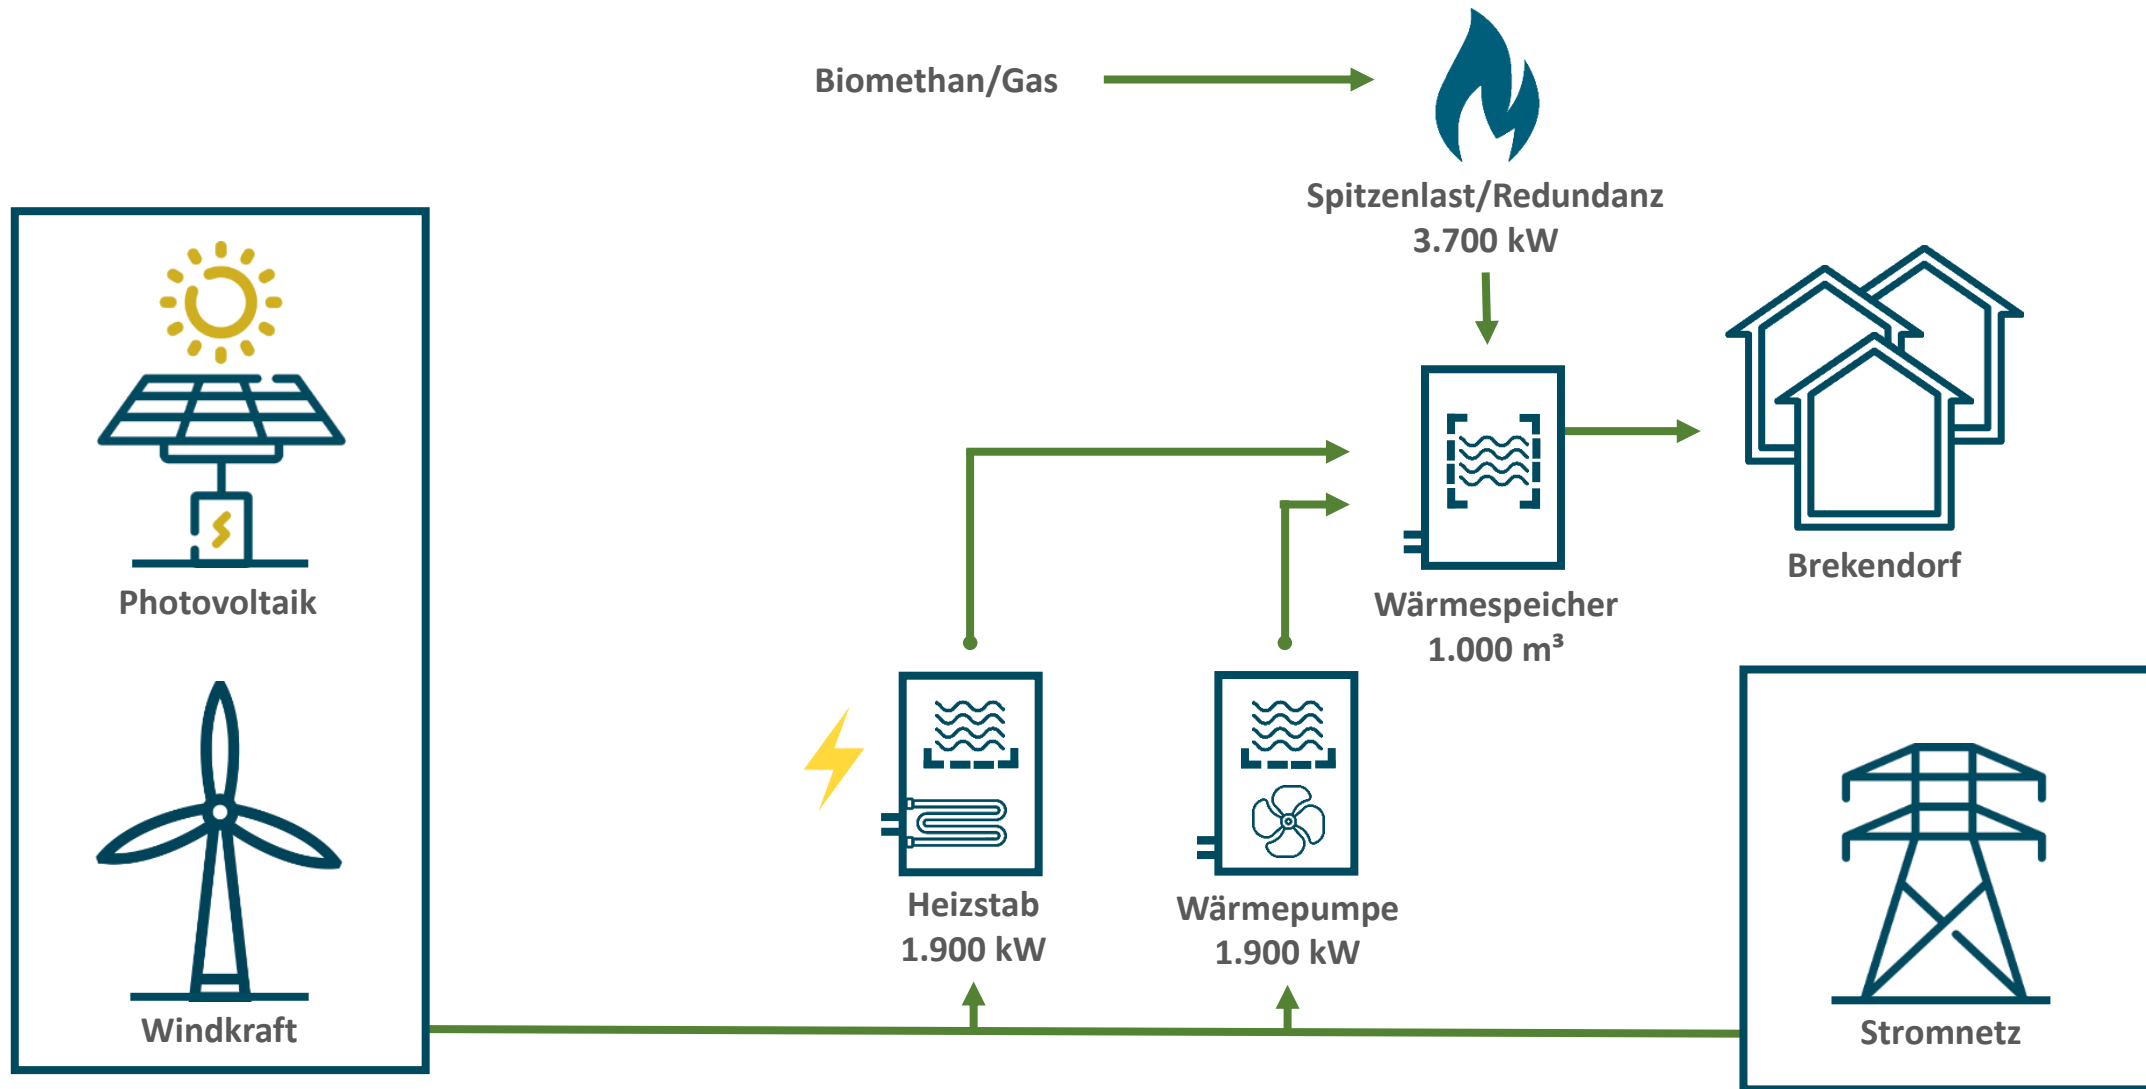 Biomethan/Gas
Spitzenlast/Redundanz
3.700 kW
Photovoltaik
Windkraft
Heizstab
1.900 kW
Wärmepumpe
1.900 kW
Wärmespeicher
1.000 m³
Brekendorf
Stromnetz